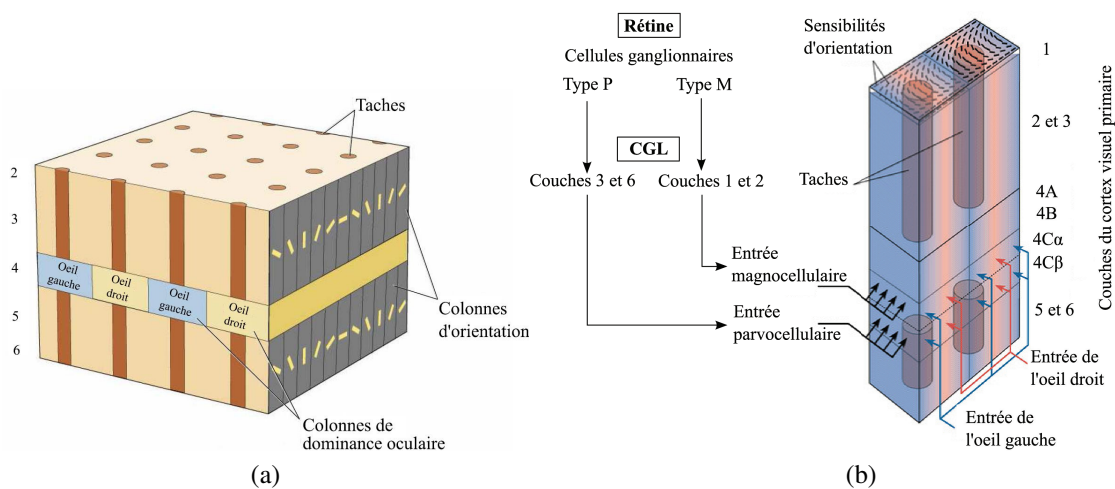 Taches
2
3
4
5
6
Oeil
gauche
Oeil
droit
Oeil
gauche
Oeil
droit
Colonnes
d'orientation
Colonnes de
dominance oculaire
(a)
Rétine
Cellules ganglionnaires
Type P
Type M
CGL
Couches 3 et 6
Couches 1 et 2
Entrée
magnocellulaire
Entrée
parvocellulaire
Sensibilités
d'orientation
Taches
1
2 et 3
4A
4B
4Cα
4Cβ
5 et 6
Couches du cortex visuel primaire
Entrée de
l'oeil droit
Entrée de
l'oeil gauche
(b)